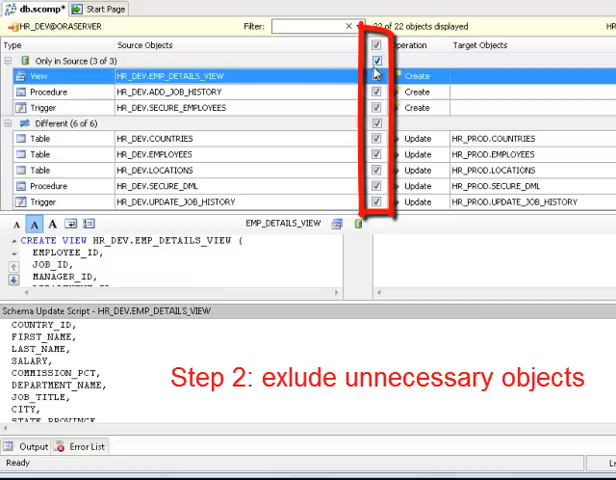 db.scomp* Start Page
HR_DEV@ORASERVER Filter: 22 of 22 objects displayed HR
Type Source Objects Operation Target Objects
Only in Source (3 of 3)
View HR_DEV.EMP_DETAILS_VIEW Create
Procedure HR_DEV.ADD_JOB_HISTORY Create
Trigger HR_DEV.SECURE_EMPLOYEES Create
Different (6 of 6)
Table HR_DEV.COUNTRIES Update HR_PROD.COUNTRIES
Table HR_DEV.EMPLOYEES Update HR_PROD.EMPLOYEES
Table HR_DEV.LOCATIONS Update HR_PROD.LOCATIONS
Procedure HR_DEV.SECURE_DML Update HR_PROD.SECURE_DML
Trigger HR_DEV.UPDATE_JOB_HISTORY Update HR_PROD.UPDATE_JOB_HISTORY
A A A EMP_DETAILS_VIEW
CREATE VIEW HR_DEV.EMP_DETAILS_VIEW (
EMPLOYEE_ID,
JOB_ID,
MANAGER_ID,
Schema Update Script - HR_DEV.EMP_DETAILS_VIEW
COUNTRY_ID,
FIRST_NAME,
LAST_NAME,
SALARY,
COMMISSION_PCT,
DEPARTMENT_NAME,
JOB_TITLE,
CITY,
STATE_PROVINCE,
Step 2: exlude unnecessary objects
Output Error List
Ready Ln